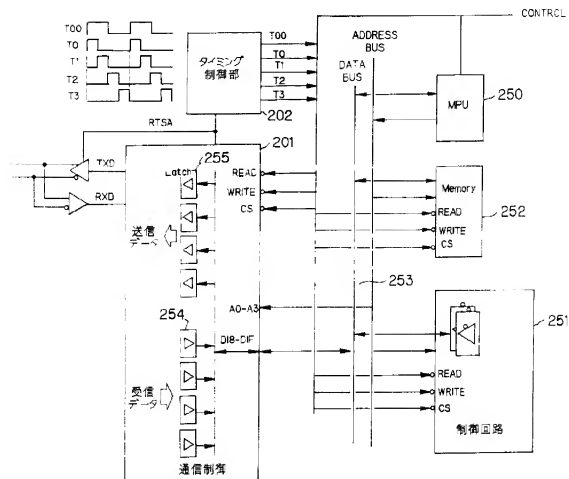 CONTROL
T00
T0
T1
T2
T3
タイミング
制御部
202
T00
T0
T1
T2
T3
ADDRESS
BUS
DATA
BUS
MPU
250
RTSA
201
TXD
RXD
Latch
255
READ
WRITE
CS
送信
データ
Memory
READ
WRITE
CS
252
253
A0-A3
254
DI8-DIF
受信
データ
通信制御
251
READ
WRITE
CS
制御回路